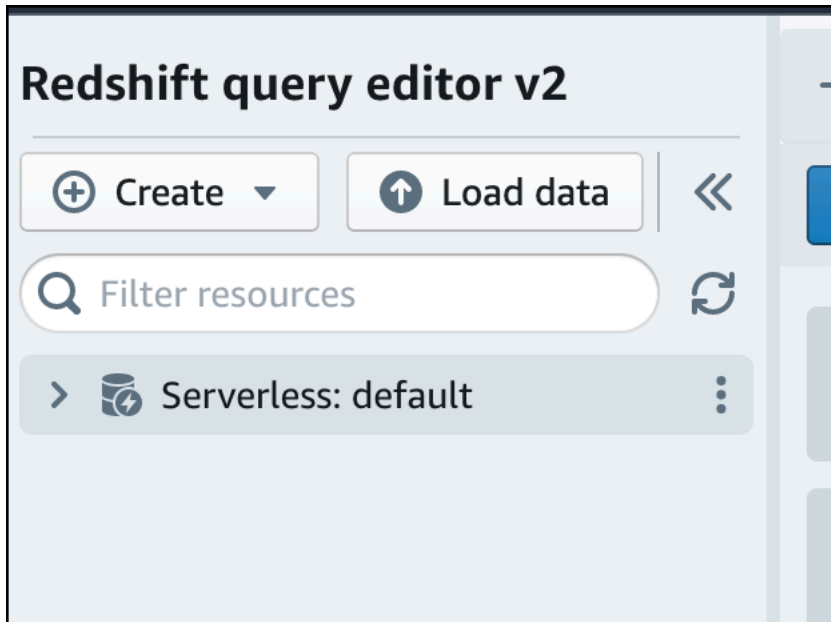 Redshift query editor v2
Create
Load data
Filter resources
Serverless: default